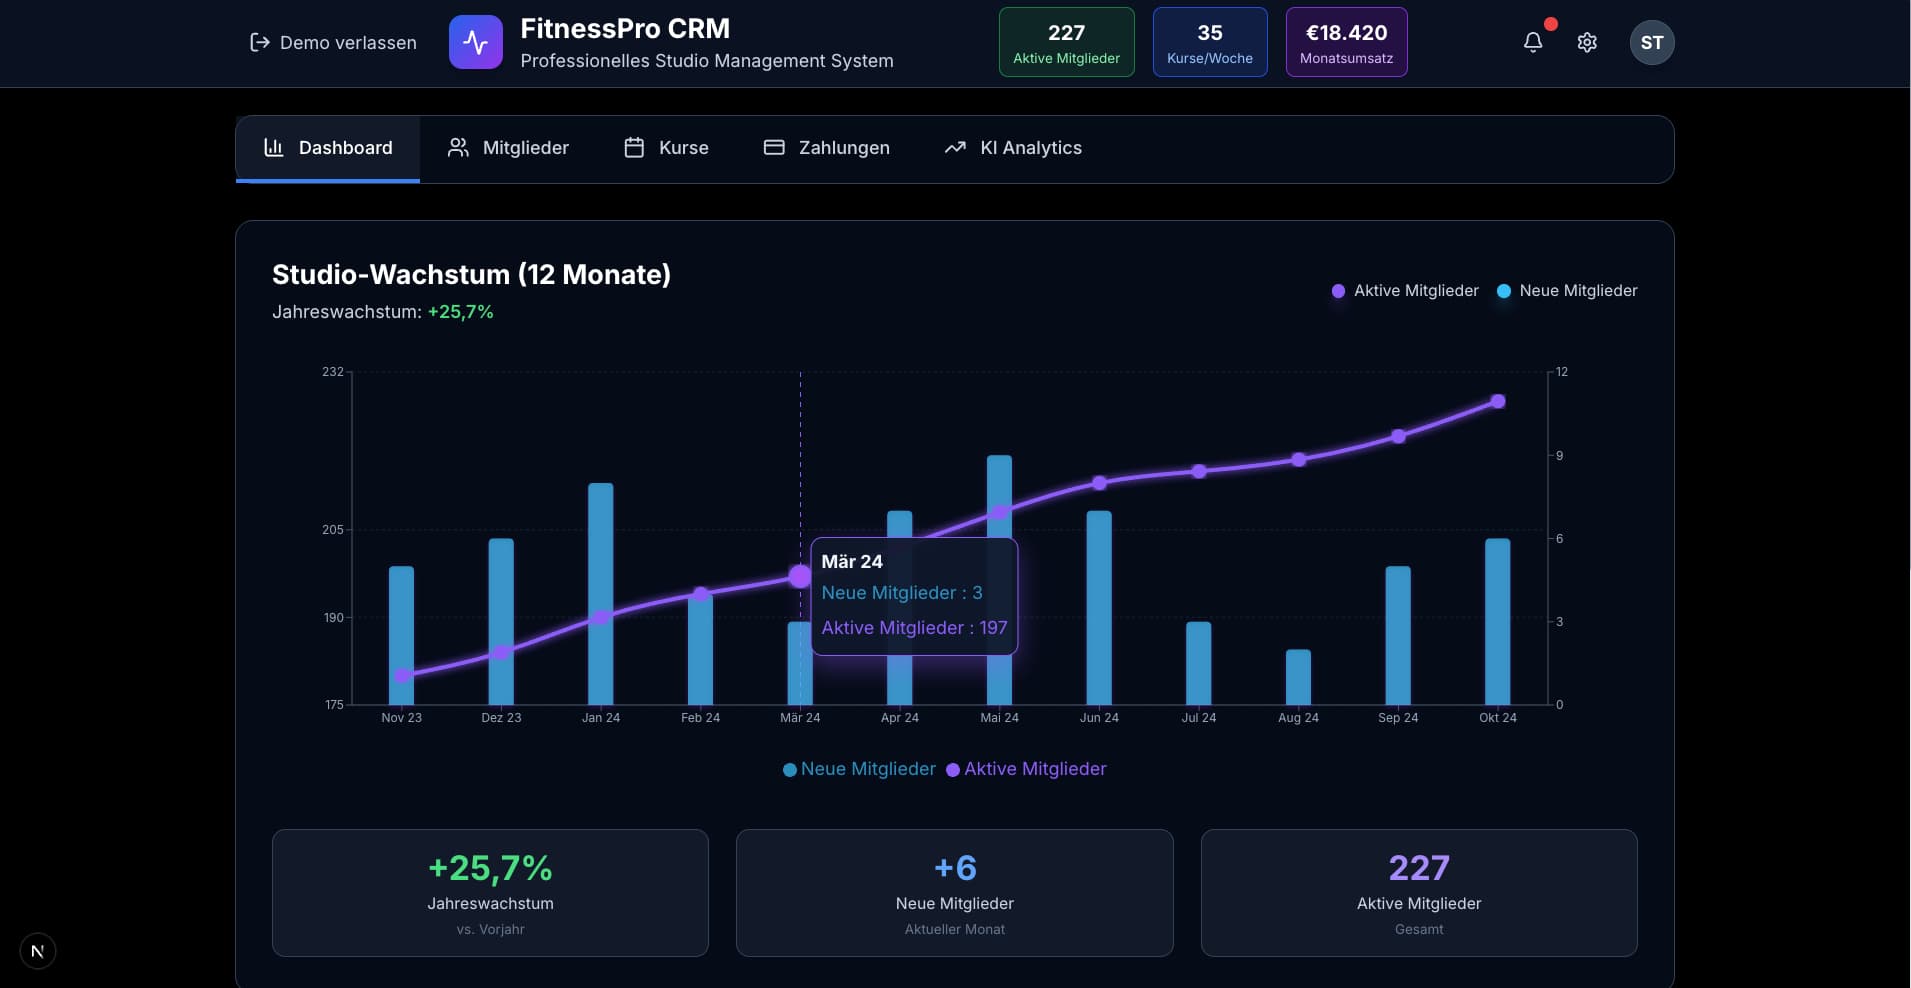 Demo verlassen
FitnessPro CRM
Professionelles Studio Management System
227
Aktive Mitglieder
35
Kurse/Woche
€18.420
Monatsumsatz
ST
Dashboard
Mitglieder
Kurse
Zahlungen
KI Analytics
Studio-Wachstum (12 Monate)
Jahreswachstum: +25,7%
Aktive Mitglieder
Neue Mitglieder
232
205
190
175
12
9
6
3
0
Mär 24
Neue Mitglieder : 3
Aktive Mitglieder : 197
Nov 23
Dez 23
Jan 24
Feb 24
Mär 24
Apr 24
Mai 24
Jun 24
Jul 24
Aug 24
Sep 24
Okt 24
Neue Mitglieder
Aktive Mitglieder
+25,7%
Jahreswachstum
vs. Vorjahr
+6
Neue Mitglieder
Aktueller Monat
227
Aktive Mitglieder
Gesamt
N